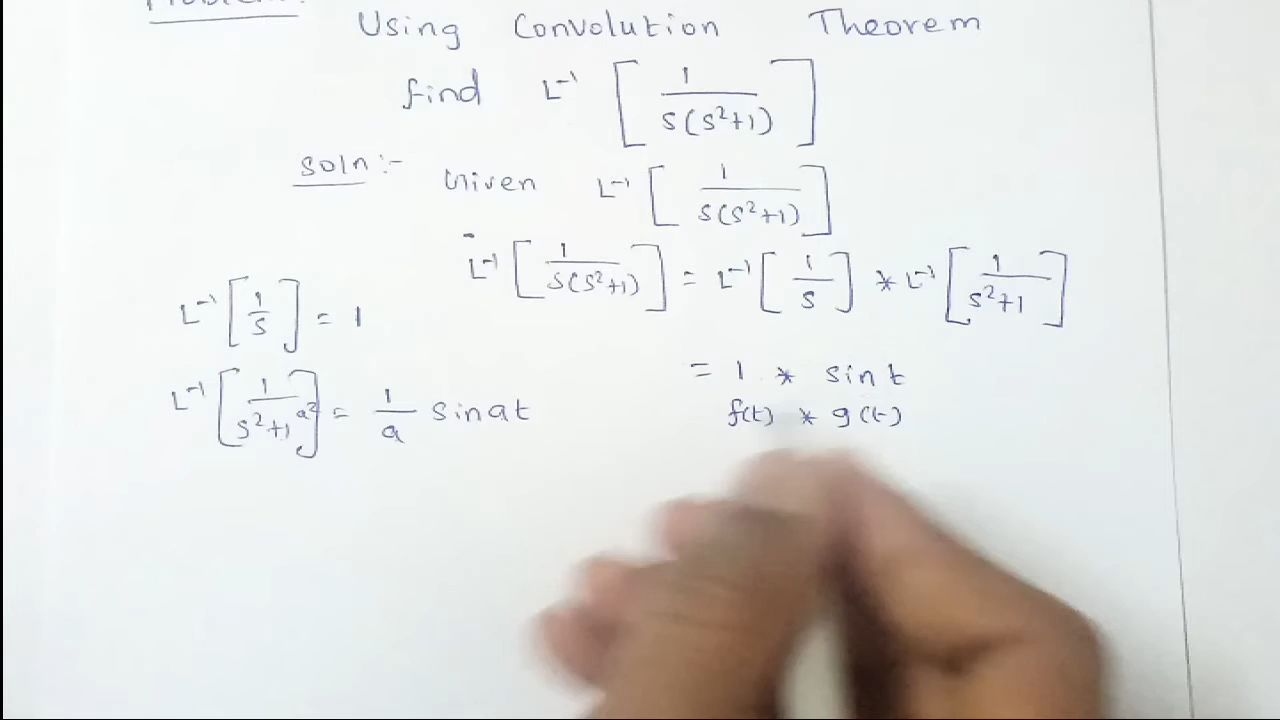 Using Convolution Theorem
find L⁻¹ [ 1 / s(s²+1) ]
Soln :- Given L⁻¹ [ 1 / s(s²+1) ]
L⁻¹ [ 1 / s(s²+1) ] = L⁻¹ [ 1 / s ] * L⁻¹ [ 1 / s²+1 ]
L⁻¹ [ 1 / s ] = 1
= 1 * sin t
L⁻¹ [ 1 / s²+1 a² ] = 1 / a sin at
f(t) * g(t)